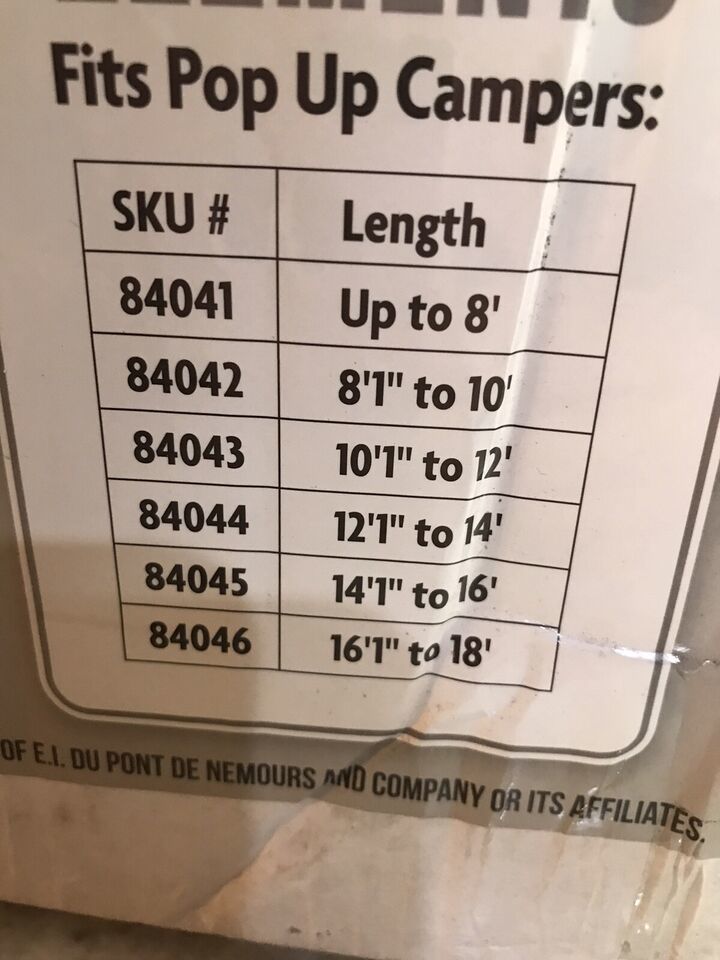 Fits Pop Up Campers:
SKU # Length
84041 Up to 8'
84042 8'1" to 10'
84043 10'1" to 12'
84044 12'1" to 14'
84045 14'1" to 16'
84046 16'1" to 18'
OF E.I. DU PONT DE NEMOURS AND COMPANY OR ITS AFFILIATES.